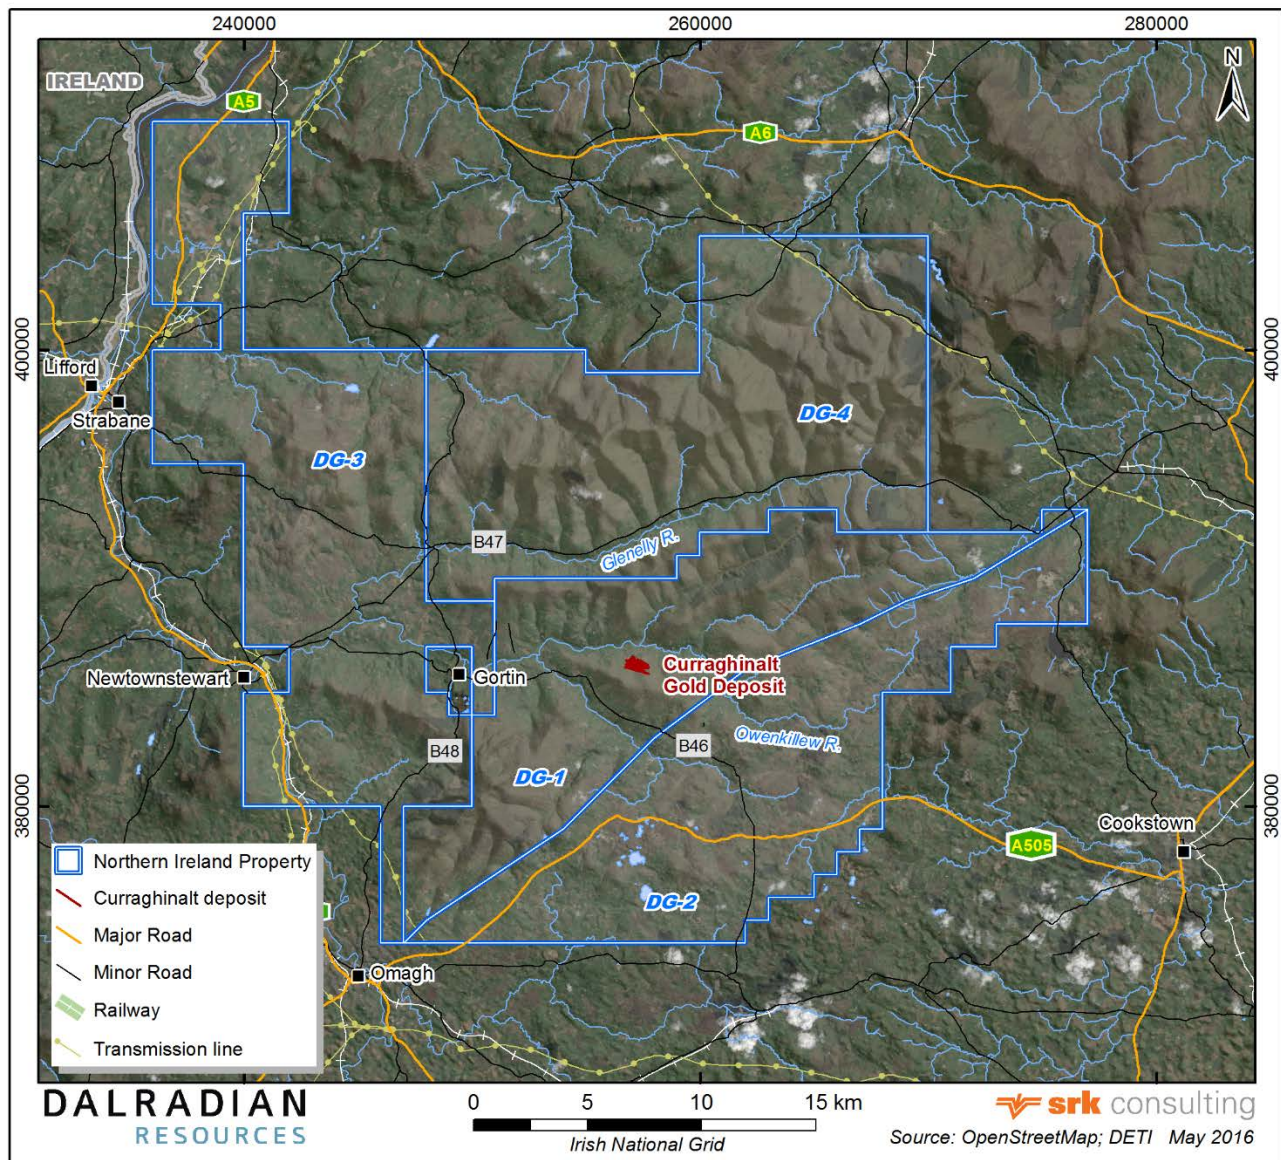 240000
260000
280000
IRELAND
A5
A6
N
400000
400000
Lifford
Strabane
DG-3
DG-4
B47
Glenelly R.
Newtownstewart
Gortin
Curraghinalt
Gold Deposit
B48
DG-1
B46
Owenkillew R.
380000
380000
A505
Cookstown
DG-2
Omagh
Northern Ireland Property
Curraghinalt deposit
Major Road
Minor Road
Railway
Transmission line
DALRADIAN
RESOURCES
0 5 10 15 km
Irish National Grid
srk consulting
Source: OpenStreetMap; DETI May 2016